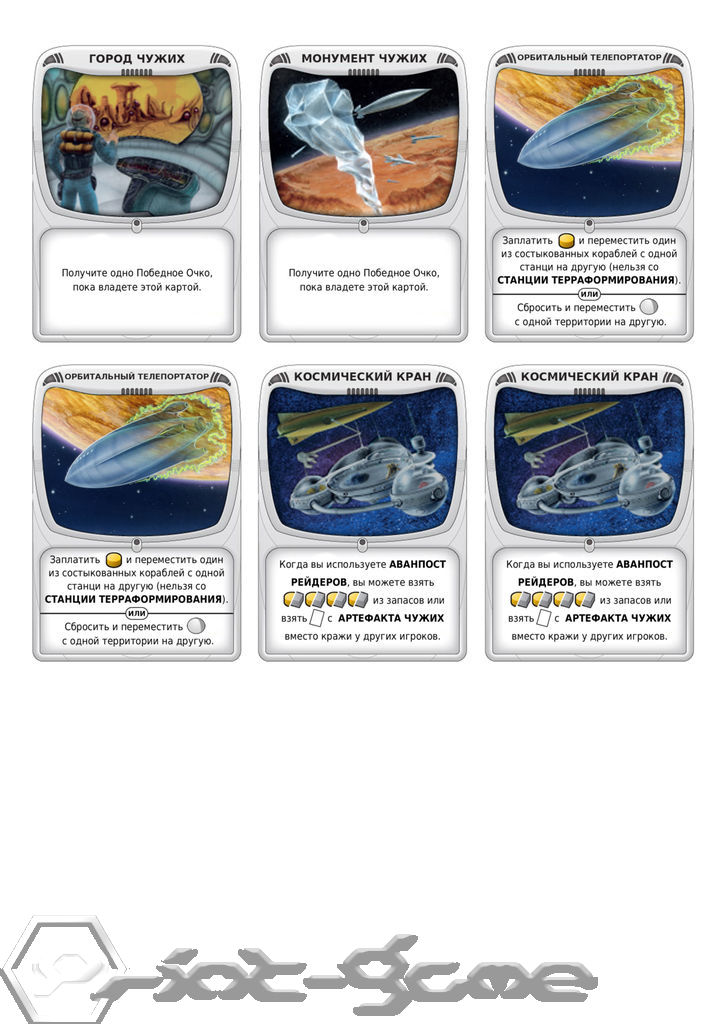 ГОРОД ЧУЖИХ
Получите одно Победное Очко,
пока владете этой картой.
МОНУМЕНТ ЧУЖИХ
Получите одно Победное Очко,
пока владете этой картой.
ОРБИТАЛЬНЫЙ ТЕЛЕПОРТАТОР
Заплатить и переместить один
из состыкованных кораблей с одной
станци на другую (нельзя со
СТАНЦИИ ТЕРРАФОРМИРОВАНИЯ).
ИЛИ
Сбросить и переместить
с одной территории на другую.
ОРБИТАЛЬНЫЙ ТЕЛЕПОРТАТОР
Заплатить и переместить один
из состыкованных кораблей с одной
станци на другую (нельзя со
СТАНЦИИ ТЕРРАФОРМИРОВАНИЯ).
ИЛИ
Сбросить и переместить
с одной территории на другую.
КОСМИЧЕСКИЙ КРАН
Когда вы используете АВАНПОСТ
РЕЙДЕРОВ, вы можете взять
из запасов или
взять с АРТЕФАКТА ЧУЖИХ
вместо кражи у других игроков.
КОСМИЧЕСКИЙ КРАН
Когда вы используете АВАНПОСТ
РЕЙДЕРОВ, вы можете взять
из запасов или
взять с АРТЕФАКТА ЧУЖИХ
вместо кражи у других игроков.